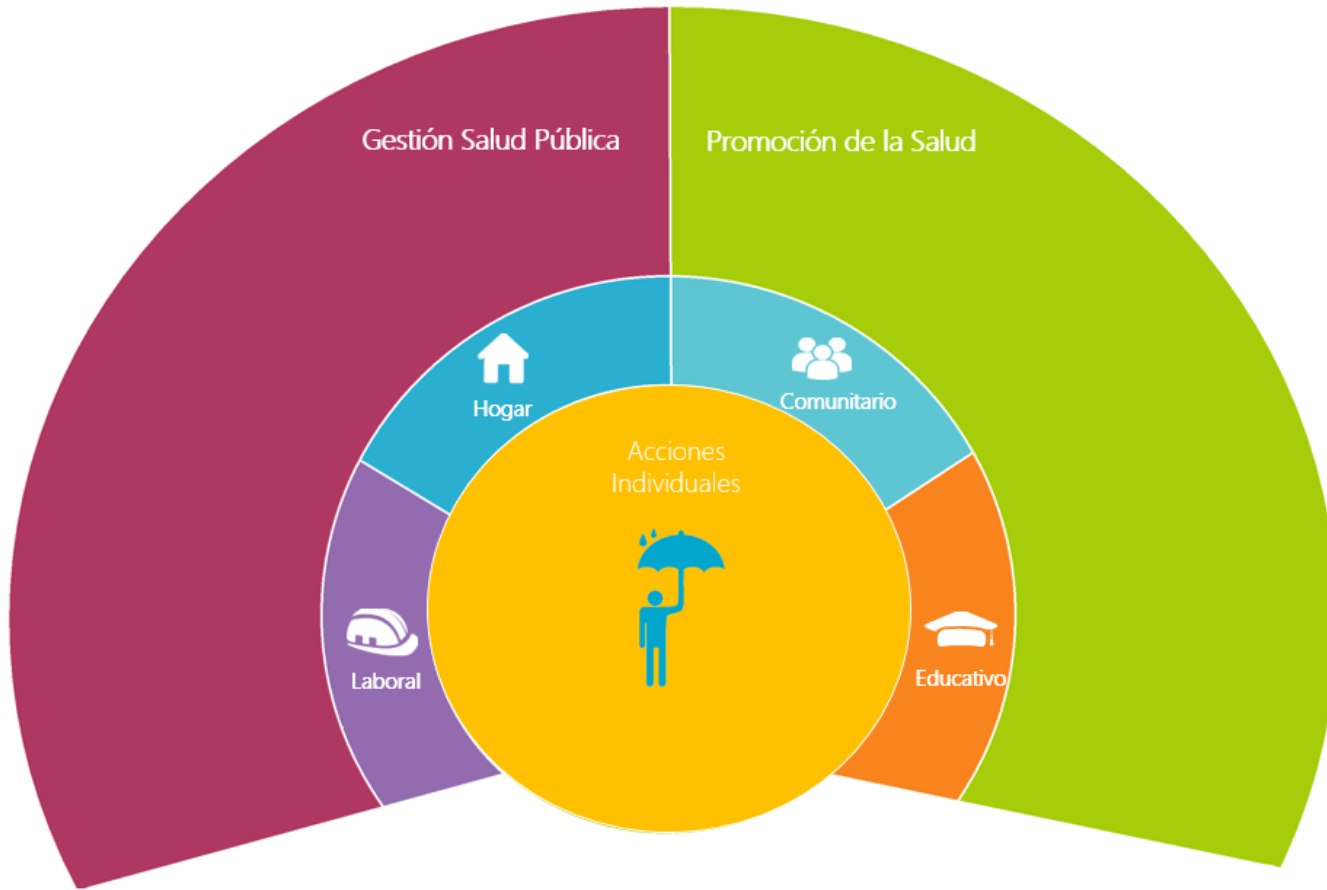 Gestión Salud Pública
Promoción de la Salud
Hogar
Comunitario
Acciones
Individuales
Laboral
Educativo